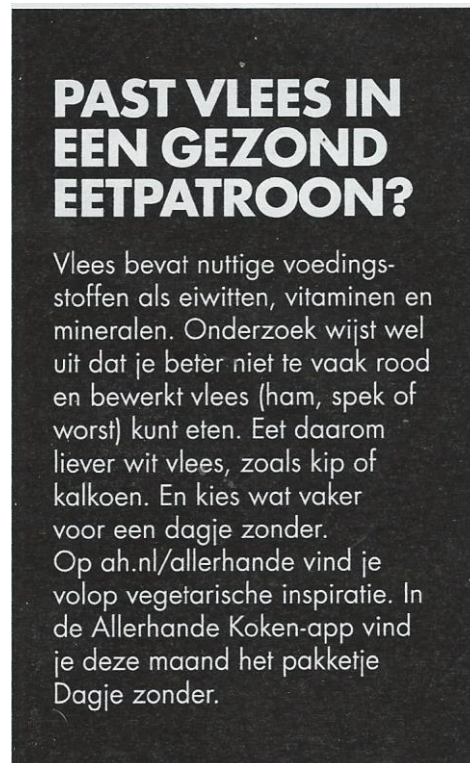 PAST VLEES IN
EEN GEZOND
EETPATROON?
Vlees bevat nuttige voedings-
stoffen als eiwitten, vitaminen en
mineralen. Onderzoek wijst wel
uit dat je beter niet te vaak rood
en bewerkt vlees (ham, spek of
worst) kunt eten. Eet daarom
liever wit vlees, zoals kip of
kalkoen. En kies wat vaker
voor een dagje zonder.
Op ah.nl/allerhande vind je
volop vegetarische inspiratie. In
de Allerhande Koken-app vind
je deze maand het pakketje
Dagje zonder.